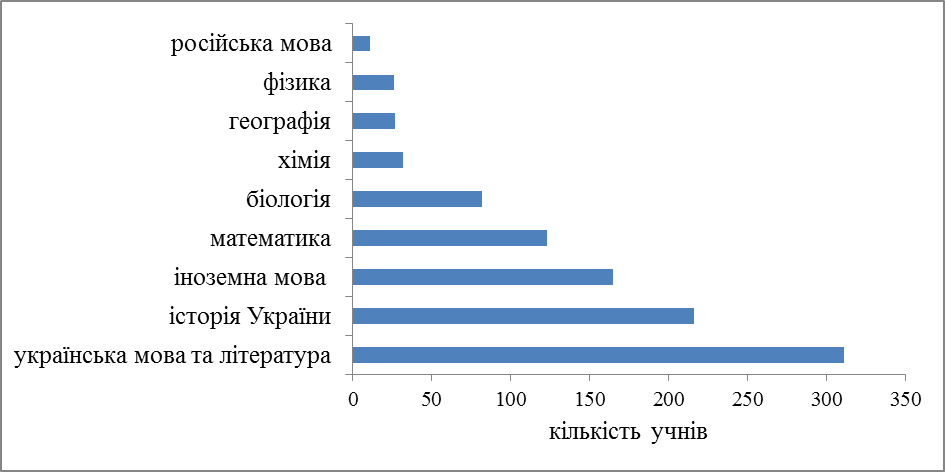 російська мова
фізика
географія
хімія
біологія
математика
іноземна мова
історія України
українська мова та література
0 50 100 150 200 250 300 350
кількість учнів